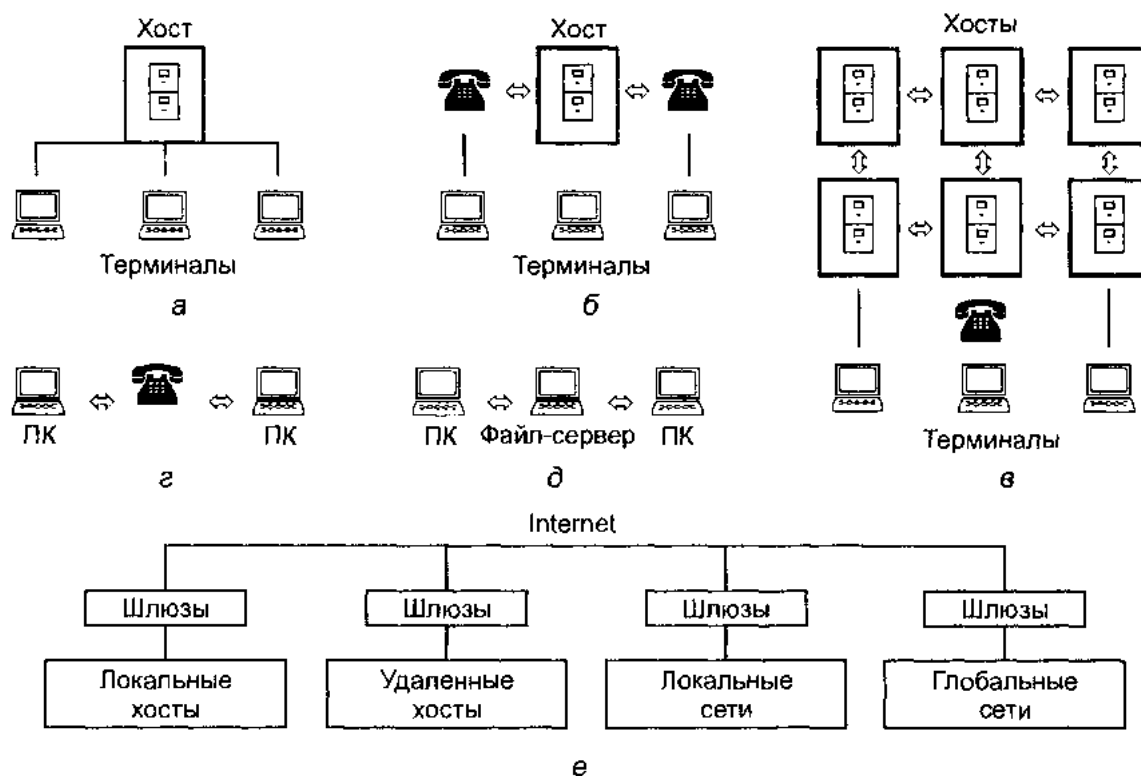 Хост
Терминалы
а
Хост
Терминалы
б
Хосты
Терминалы
в
ПК
ПК
г
ПК
Файл-сервер
ПК
д
Internet
Шлюзы
Шлюзы
Шлюзы
Шлюзы
Локальные
хосты
Удаленные
хосты
Локальные
сети
Глобальные
сети
е